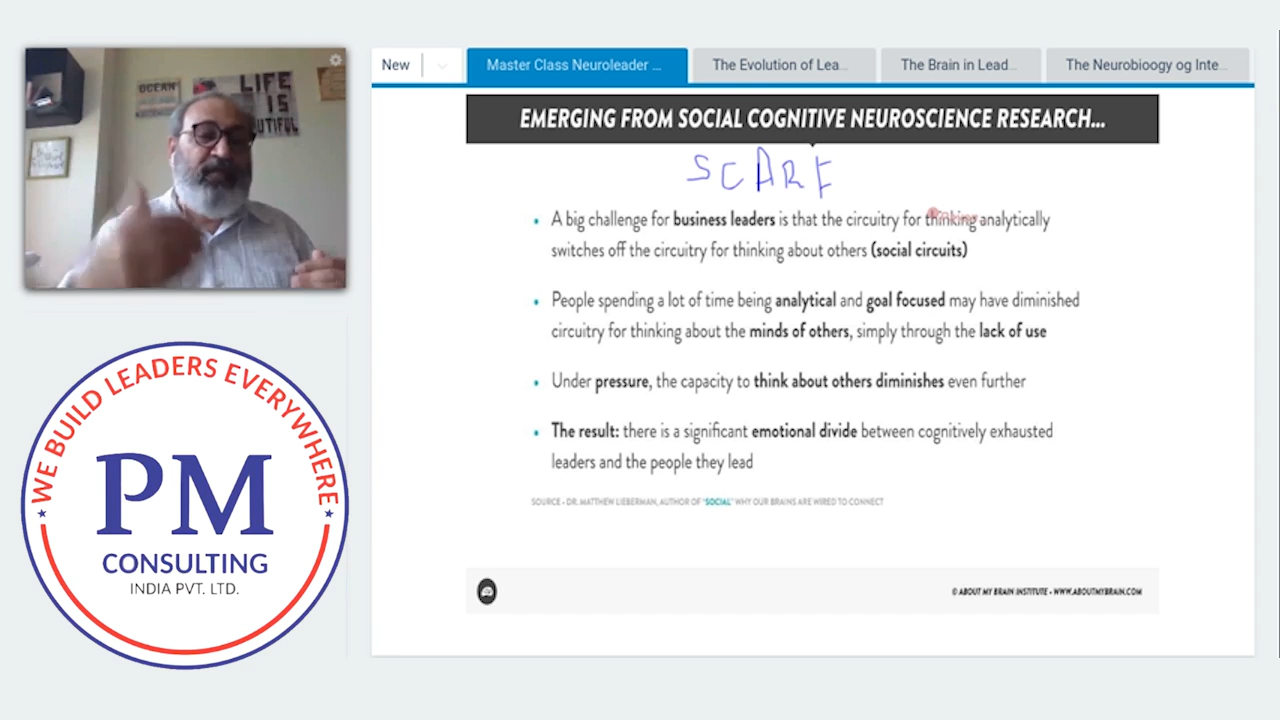 OCEAN
LIFE
IS
New
Master Class Neuroleader ...
The Evolution of Lea...
The Brain in Lead...
The Neurobioogy og Inte...
EMERGING FROM SOCIAL COGNITIVE NEUROSCIENCE RESEARCH...
SCARF
• A big challenge for business leaders is that the circuitry for thinking analytically
switches off the circuitry for thinking about others (social circuits)
• People spending a lot of time being analytical and goal focused may have diminished
circuitry for thinking about the minds of others, simply through the lack of use
• Under pressure, the capacity to think about others diminishes even further
• The result: there is a significant emotional divide between cognitively exhausted
leaders and the people they lead
SOURCE - DR. MATTHEW LIEBERMAN, AUTHOR OF "SOCIAL" WHY OUR BRAINS ARE WIRED TO CONNECT
© ABOUT MY BRAIN INSTITUTE - WWW.ABOUTMYBRAIN.COM
WE BUILD LEADERS EVERYWHERE
PM
CONSULTING
INDIA PVT. LTD.